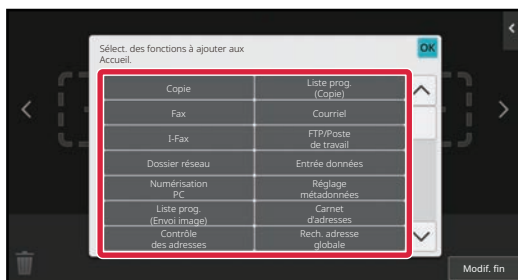 Sélect. des fonctions à ajouter aux
Accueil.
OK
Copie
Liste prog.
(Copie)
Fax
Courriel
I-Fax
FTP/Poste
de travail
Dossier réseau
Entrée données
Numérisation
PC
Réglage
métadonnées
Liste prog.
(Envoi image)
Carnet
d'adresses
Contrôle
des adresses
Rech. adresse
globale
Modif. fin